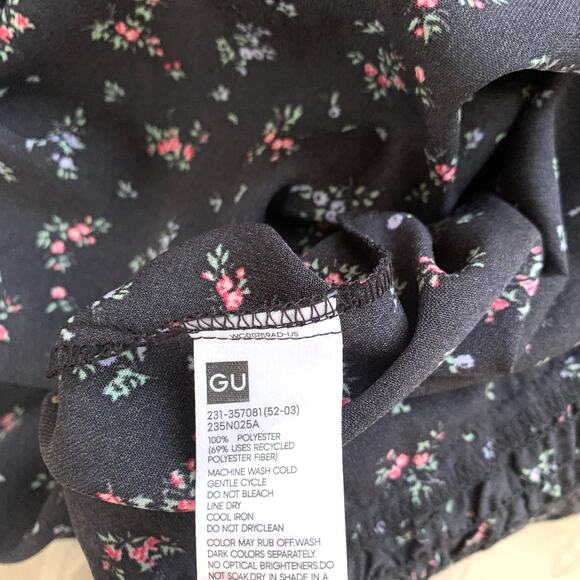 WC00759AD-US
GU
231-357081(52-03)
235N025A
100% POLYESTER
(69% USES RECYCLED
POLYESTER FIBER)
MACHINE WASH COLD
GENTLE CYCLE
DO NOT BLEACH
LINE DRY
COOL IRON
DO NOT DRYCLEAN
COLOR MAY RUB OFF.WASH
DARK COLORS SEPARATELY.
NO OPTICAL BRIGHTENERS.DO
NOT SOAK.DRY IN SHADE.IN A